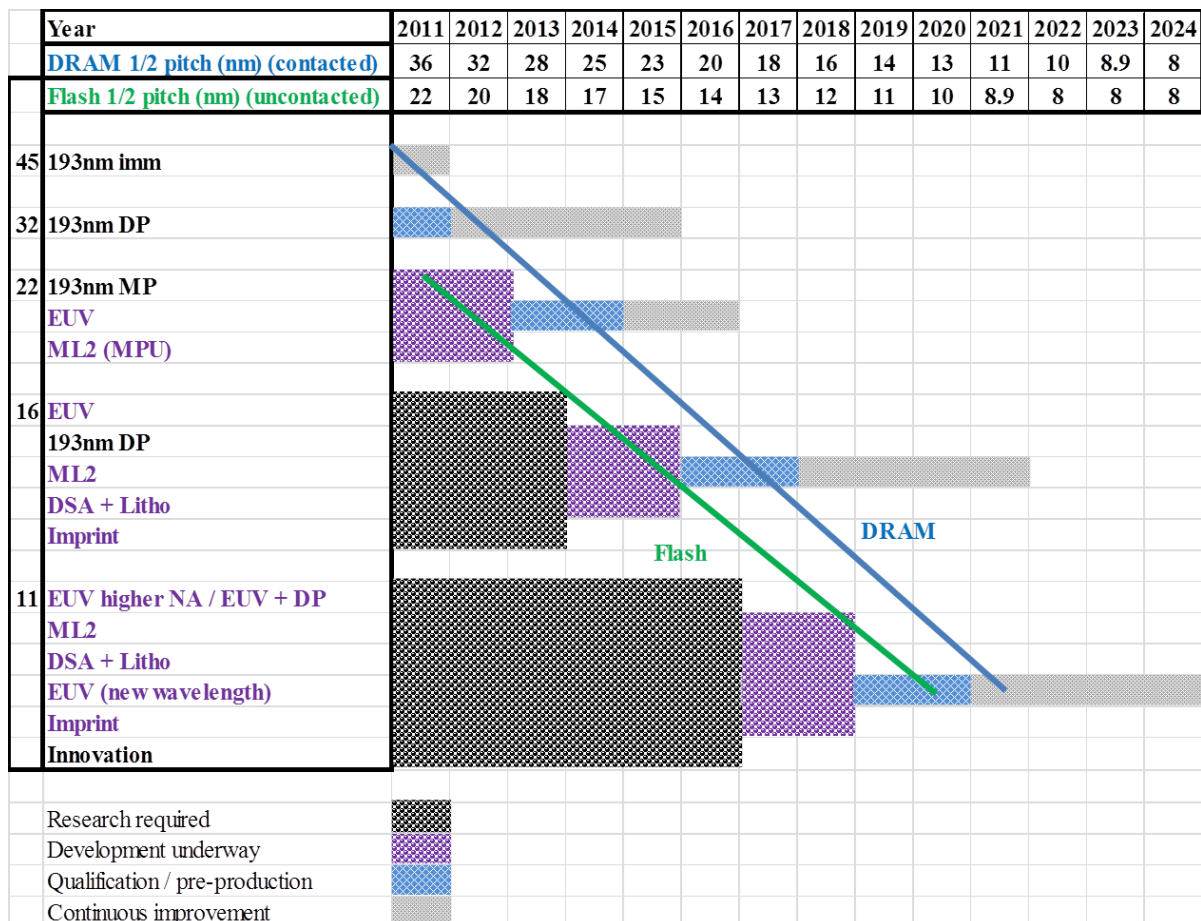 Year 2011 2012 2013 2014 2015 2016 2017 2018 2019 2020 2021 2022 2023 2024
DRAM 1/2 pitch (nm) (contacted) 36 32 28 25 23 20 18 16 14 13 11 10 8.9 8
Flash 1/2 pitch (nm) (uncontacted) 22 20 18 17 15 14 13 12 11 10 8.9 8 8 8
45 193nm imm
32 193nm DP
22 193nm MP
EUV
ML2 (MPU)
16 EUV
193nm DP
ML2
DSA + Litho
DRAM
Imprint
Flash
11 EUV higher NA / EUV + DP
ML2
DSA + Litho
EUV (new wavelength)
Imprint
Innovation
Research required
Development underway
Qualification / pre-production
Continuous improvement